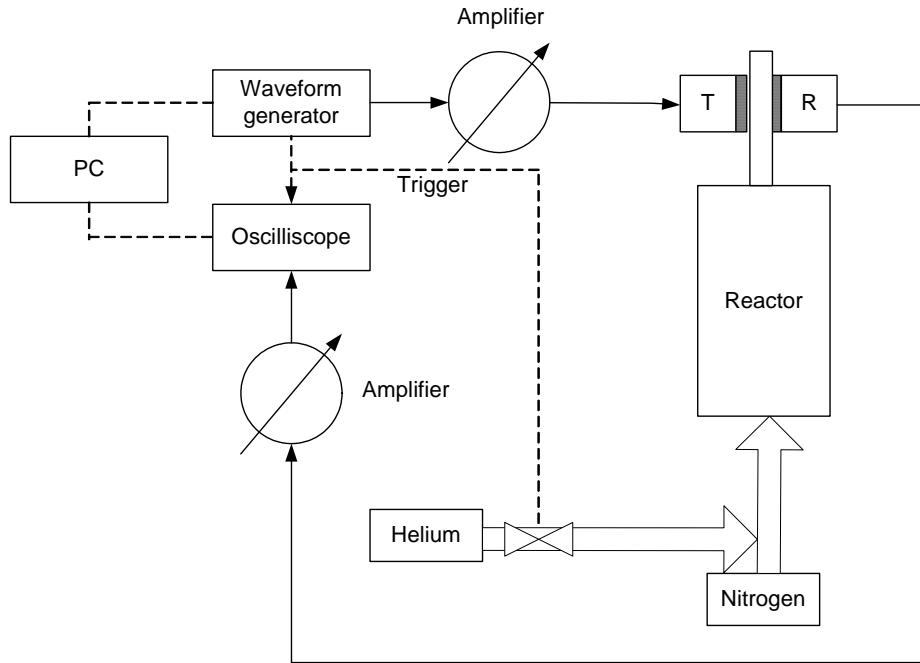 Amplifier
Waveform
generator
T
R
PC
Trigger
Oscilliscope
Reactor
Amplifier
Helium
Nitrogen